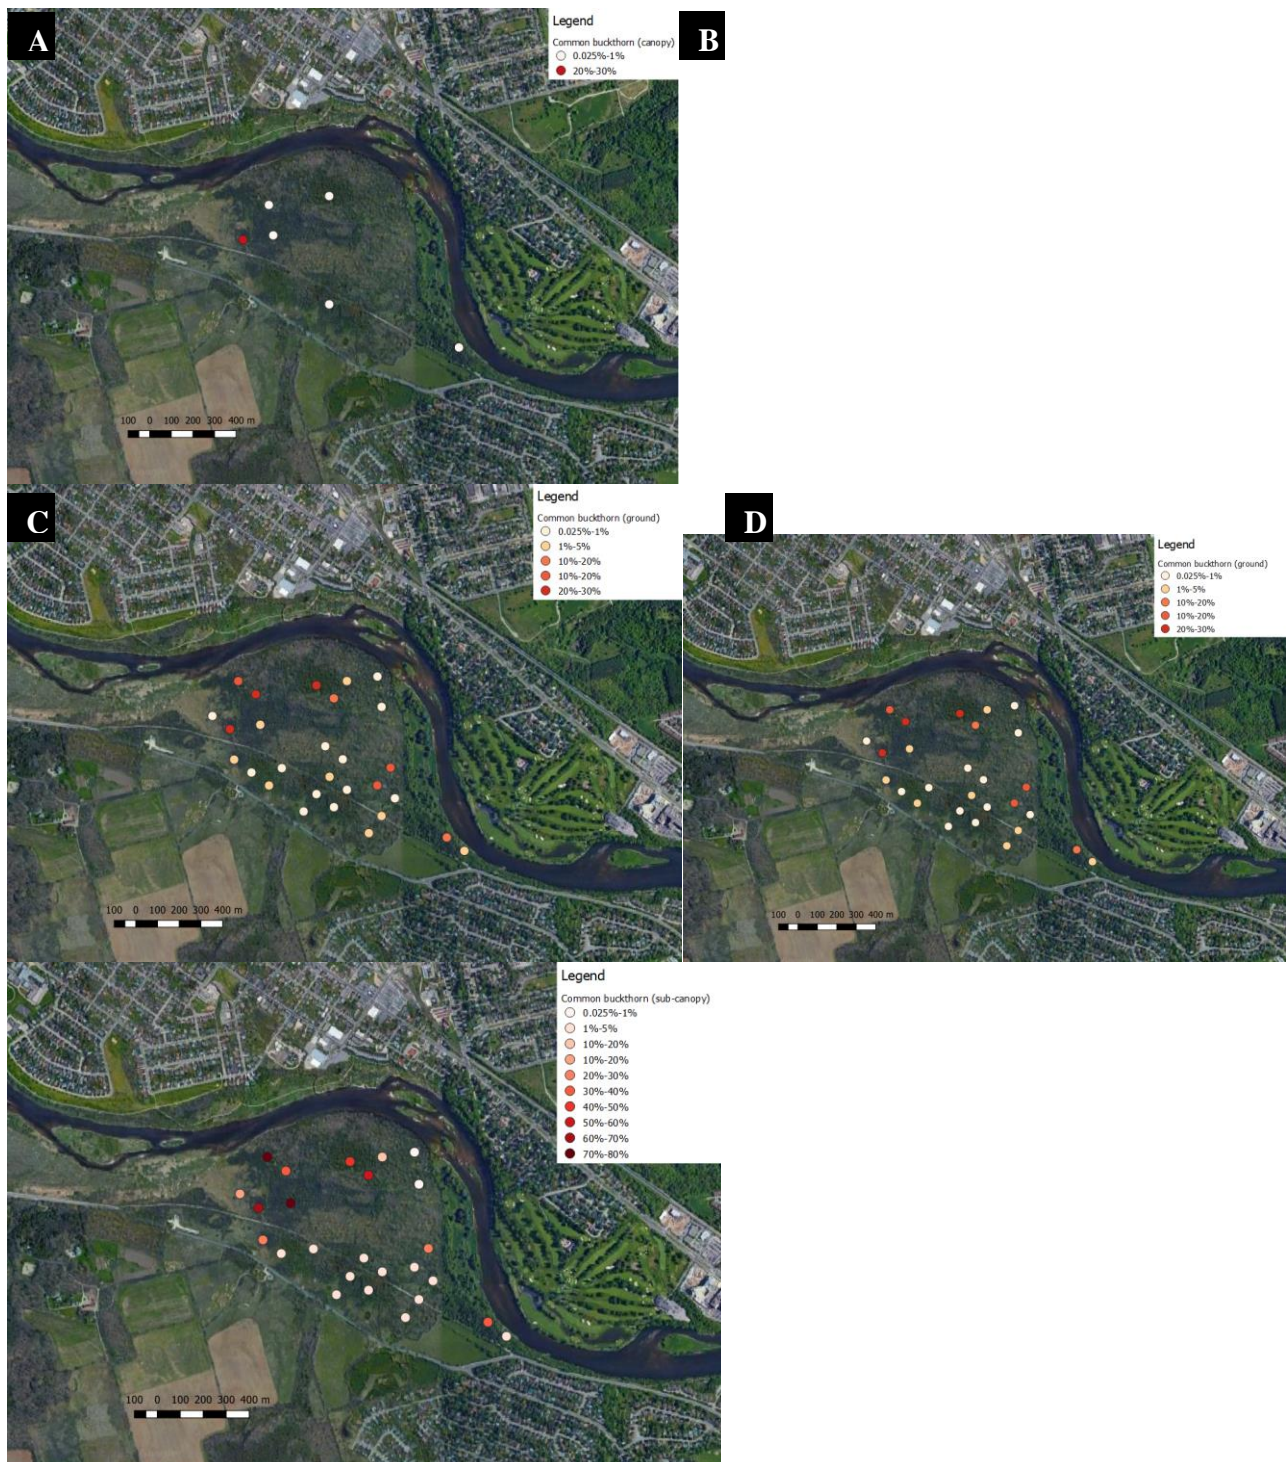 A
Legend
Common buckthorn (canopy)
0.025%-1%
20%-30%
100 0 100 200 300 400 m
B
C
Legend
Common buckthorn (ground)
0.025%-1%
1%-5%
10%-20%
10%-20%
20%-30%
100 0 100 200 300 400 m
D
Legend
Common buckthorn (ground)
0.025%-1%
1%-5%
10%-20%
10%-20%
20%-30%
100 0 100 200 300 400 m
Legend
Common buckthorn (sub-canopy)
0.025%-1%
1%-5%
10%-20%
10%-20%
20%-30%
30%-40%
40%-50%
50%-60%
60%-70%
70%-80%
100 0 100 200 300 400 m